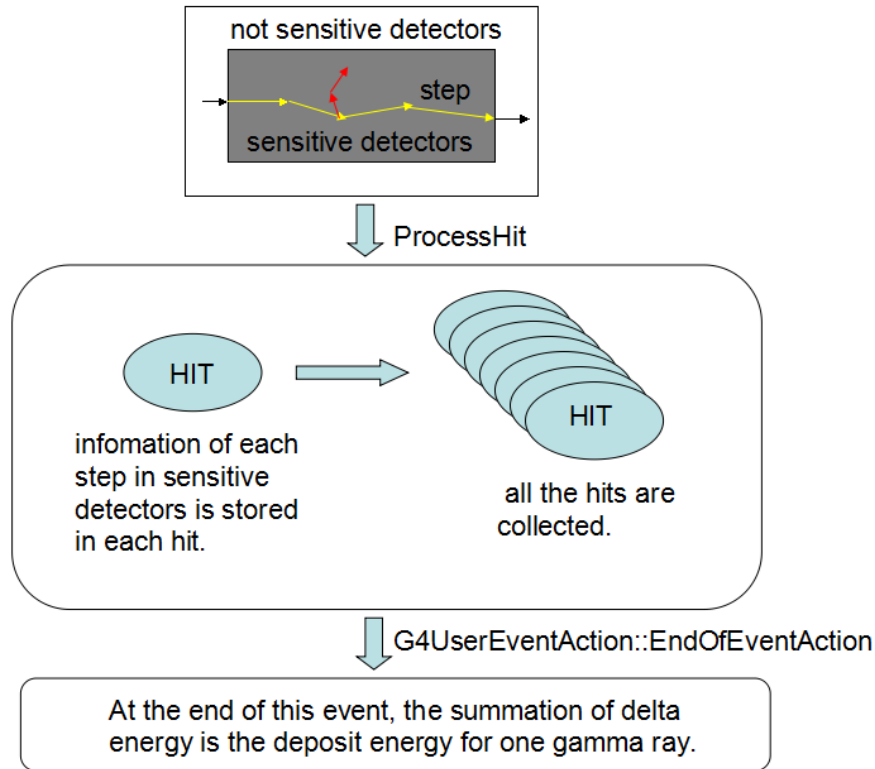 not sensitive detectors
step
sensitive detectors
ProcessHit
HIT
infomation of each
step in sensitive
detectors is stored
in each hit.
HIT
all the hits are
collected.
G4UserEventAction::EndOfEventAction
At the end of this event, the summation of delta
energy is the deposit energy for one gamma ray.